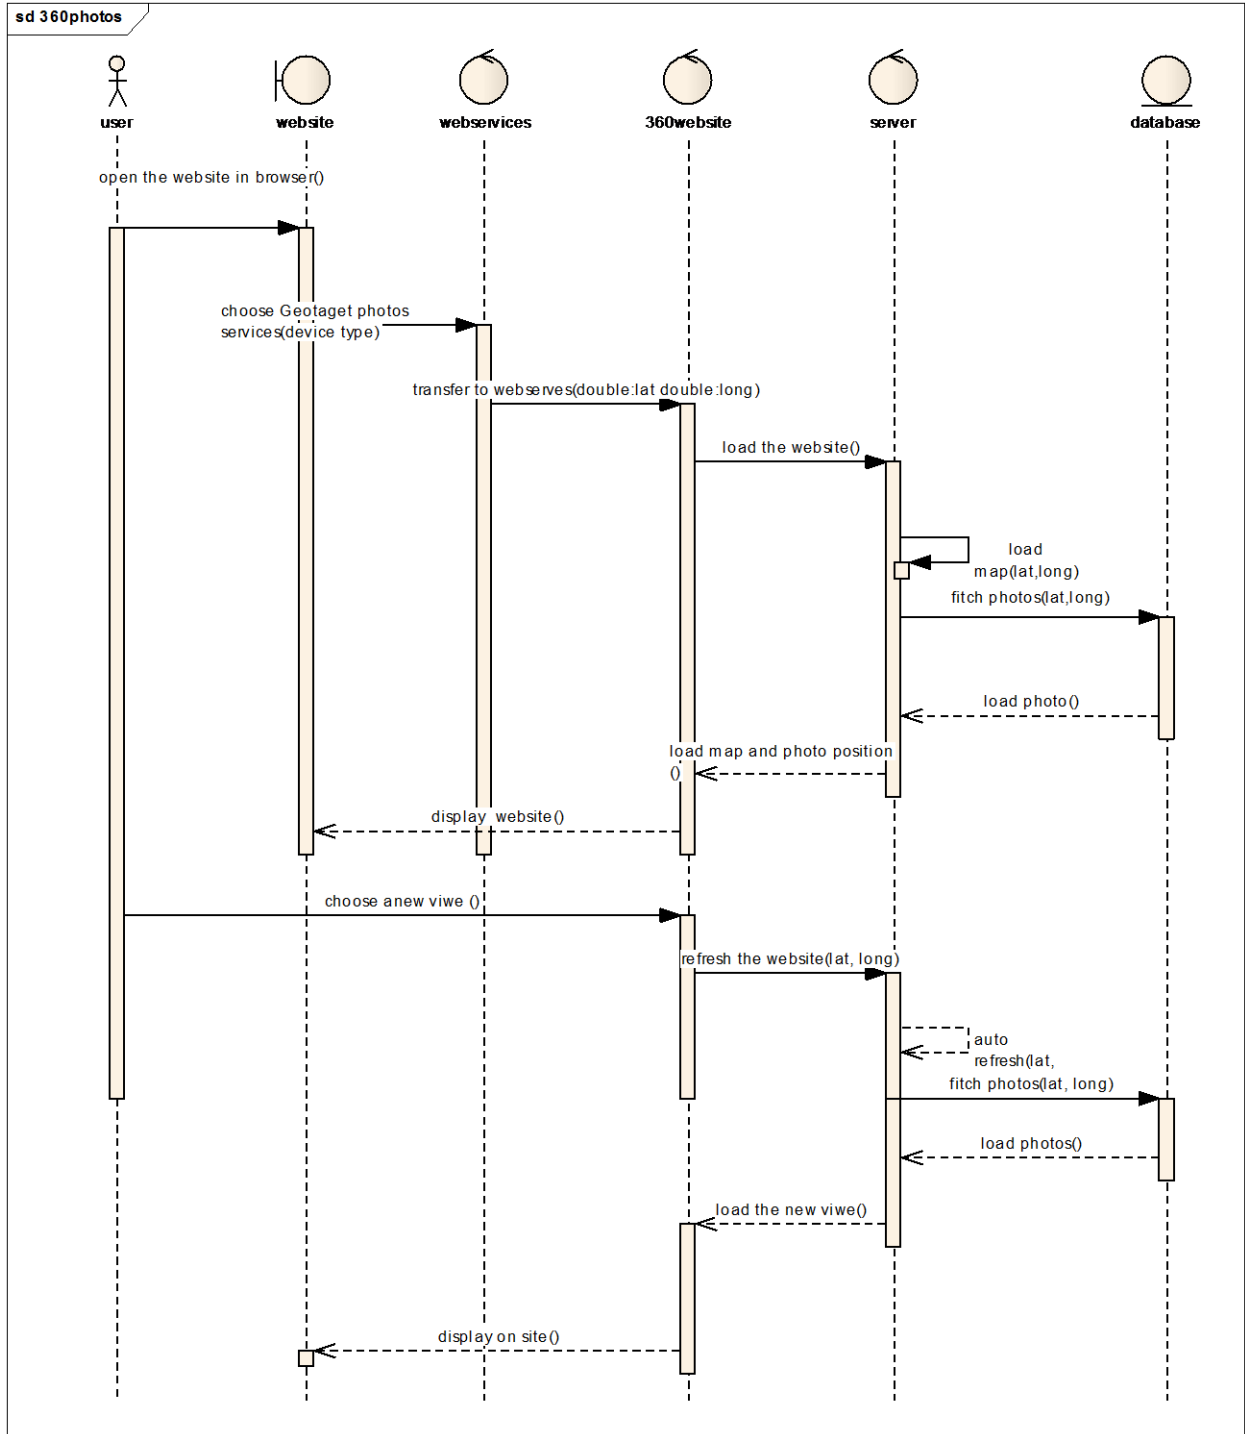 sd 360photos
user
website
webservices
360website
server
database
open the website in browser()
choose Geotaget photos
services(device type)
transfer to webserves(double:lat double:long)
load the website()
load
map(lat,long)
fitch photos(lat,long)
load photo()
load map and photo position
()
display  website()
choose anew viwe ()
refresh the website(lat, long)
auto
refresh(lat,
fitch photos(lat, long)
load photos()
load the new viwe()
display on site()